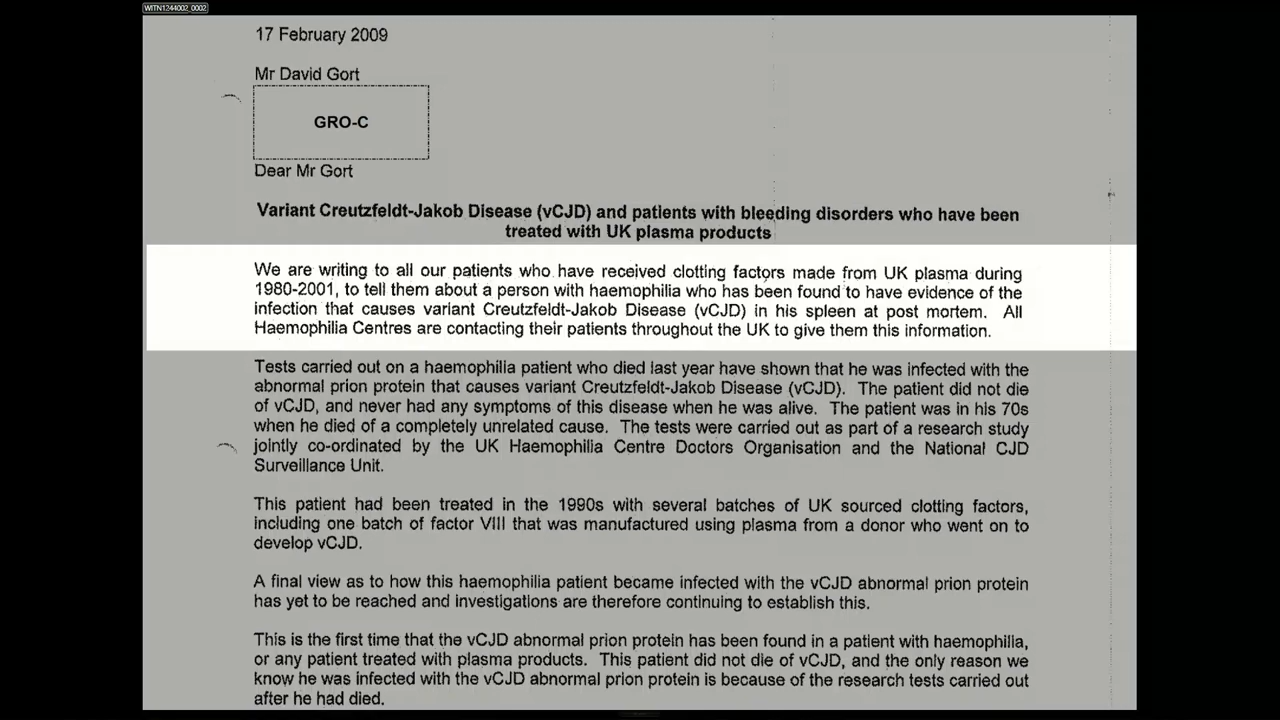 WITN1244002_0002
17 February 2009
Mr David Gort
GRO-C
Dear Mr Gort
Variant Creutzfeldt-Jakob Disease (vCJD) and patients with bleeding disorders who have been
treated with UK plasma products
We are writing to all our patients who have received clotting factors made from UK plasma during
1980-2001, to tell them about a person with haemophilia who has been found to have evidence of the
infection that causes variant Creutzfeldt-Jakob Disease (vCJD) in his spleen at post mortem. All
Haemophilia Centres are contacting their patients throughout the UK to give them this information.
Tests carried out on a haemophilia patient who died last year have shown that he was infected with the
abnormal prion protein that causes variant Creutzfeldt-Jakob Disease (vCJD). The patient did not die
of vCJD, and never had any symptoms of this disease when he was alive. The patient was in his 70s
when he died of a completely unrelated cause. The tests were carried out as part of a research study
jointly co-ordinated by the UK Haemophilia Centre Doctors Organisation and the National CJD
Surveillance Unit.
This patient had been treated in the 1990s with several batches of UK sourced clotting factors,
including one batch of factor VIII that was manufactured using plasma from a donor who went on to
develop vCJD.
A final view as to how this haemophilia patient became infected with the vCJD abnormal prion protein
has yet to be reached and investigations are therefore continuing to establish this.
This is the first time that the vCJD abnormal prion protein has been found in a patient with haemophilia,
or any patient treated with plasma products. This patient did not die of vCJD, and the only reason we
know he was infected with the vCJD abnormal prion protein is because of the research tests carried out
after he had died.